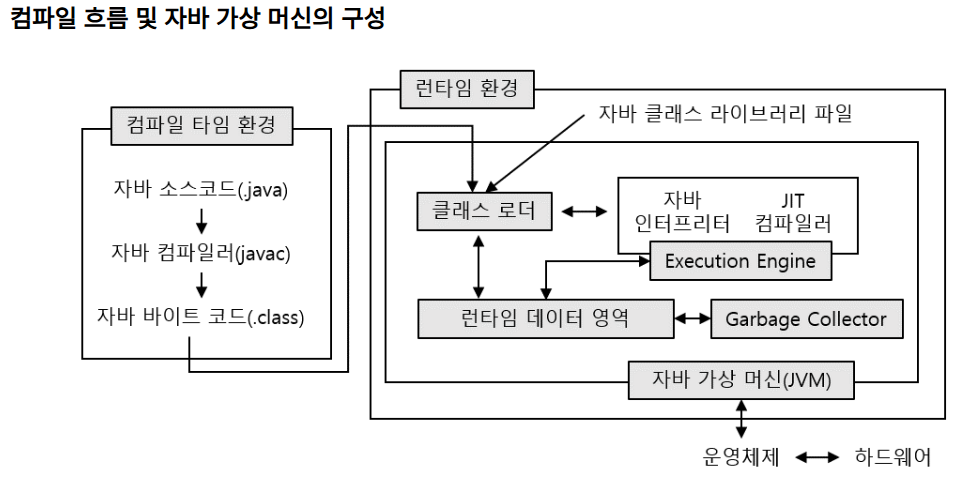 컴파일 흐름 및 자바 가상 머신의 구성
런타임 환경
컴파일 타임 환경
자바 클래스 라이브러리 파일
자바 소스코드(.java)
자바 컴파일러(javac)
자바 바이트 코드(.class)
클래스 로더
자바
인터프리터
JIT
컴파일러
Execution Engine
런타임 데이터 영역
Garbage Collector
자바 가상 머신(JVM)
운영체제
하드웨어